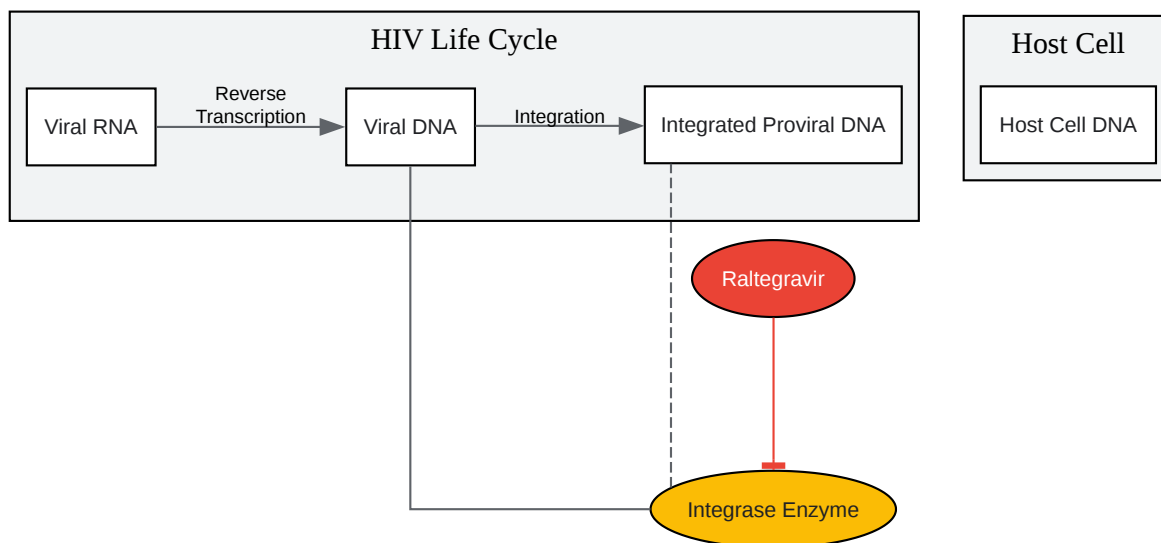 HIV Life Cycle
Host Cell
Viral RNA
Reverse
Transcription
Viral DNA
Integration
Integrated Proviral DNA
Host Cell DNA
Raltegravir
Integrase Enzyme